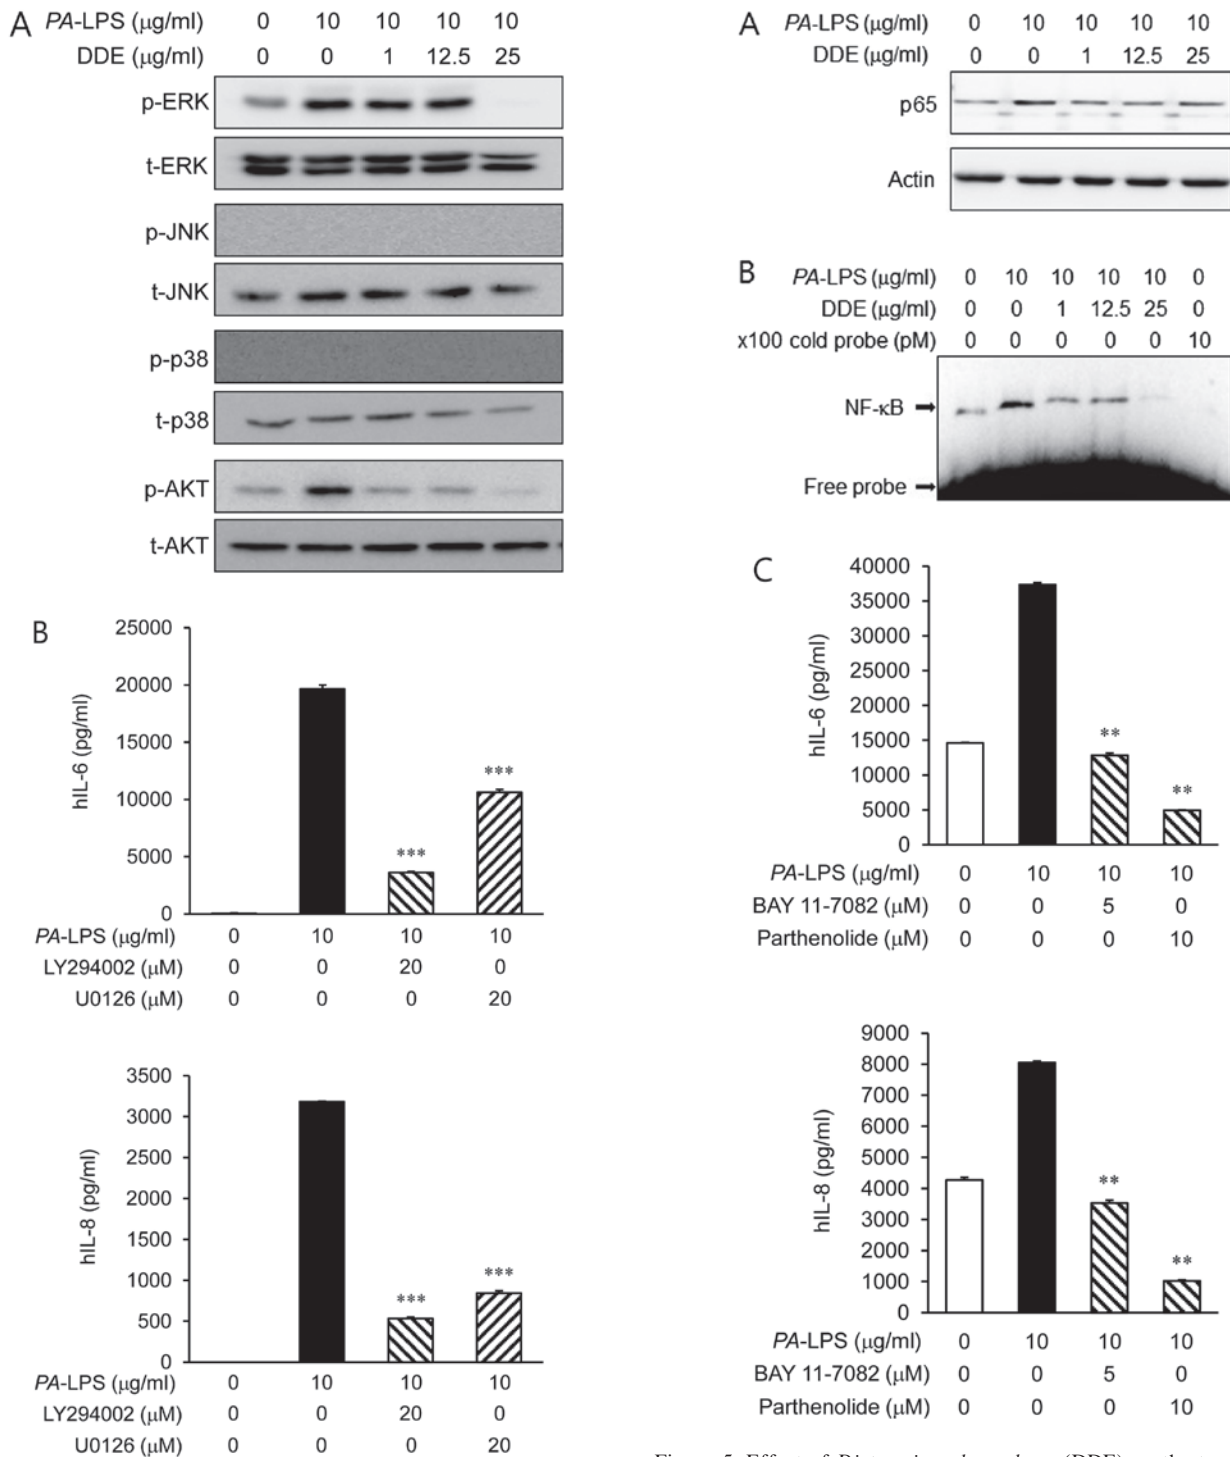 A
PA-LPS (μg/ml) 0 10 10 10 10
DDE (μg/ml) 0 0 1 12.5 25
p-ERK
t-ERK
p-JNK
t-JNK
p-p38
t-p38
p-AKT
t-AKT
B
25000
20000
15000
10000
5000
0
hIL-6 (pg/ml)
***
***
PA-LPS (μg/ml) 0 10 10 10
LY294002 (μM) 0 0 20 0
U0126 (μM) 0 0 0 20
3500
3000
2500
2000
1500
1000
500
0
hIL-8 (pg/ml)
***
***
PA-LPS (μg/ml) 0 10 10 10
LY294002 (μM) 0 0 20 0
U0126 (μM) 0 0 0 20
A
PA-LPS (μg/ml) 0 10 10 10 10
DDE (μg/ml) 0 0 1 12.5 25
p65
Actin
B
PA-LPS (μg/ml) 0 10 10 10 10 0
DDE (μg/ml) 0 0 1 12.5 25 0
x100 cold probe (pM) 0 0 0 0 0 10
NF-κB
Free probe
C
40000
35000
30000
25000
20000
15000
10000
5000
0
hIL-6 (pg/ml)
**
**
PA-LPS (μg/ml) 0 10 10 10
BAY 11-7082 (μM) 0 0 5 0
Parthenolide (μM) 0 0 0 10
9000
8000
7000
6000
5000
4000
3000
2000
1000
0
hIL-8 (pg/ml)
**
**
PA-LPS (μg/ml) 0 10 10 10
BAY 11-7082 (μM) 0 0 5 0
Parthenolide (μM) 0 0 0 10